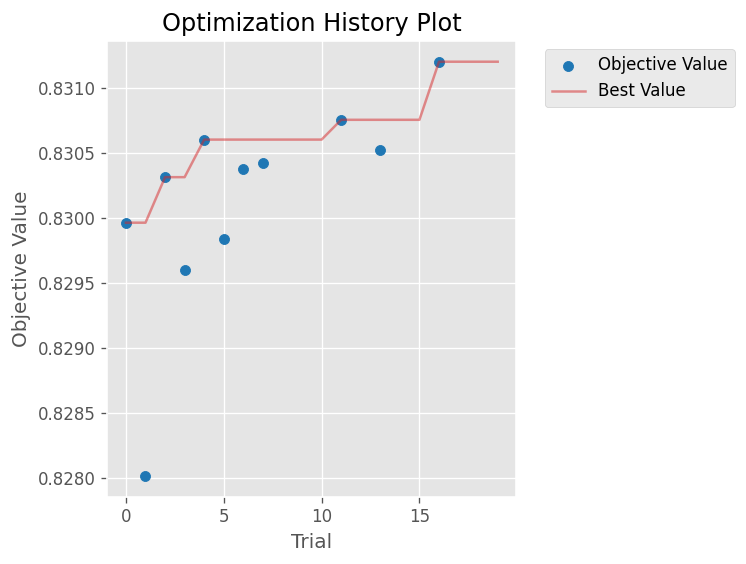 Optimization History Plot
Objective Value
Best Value
0.8310
0.8305
0.8300
0.8295
0.8290
0.8285
0.8280
Objective Value
0
5
10
15
Trial